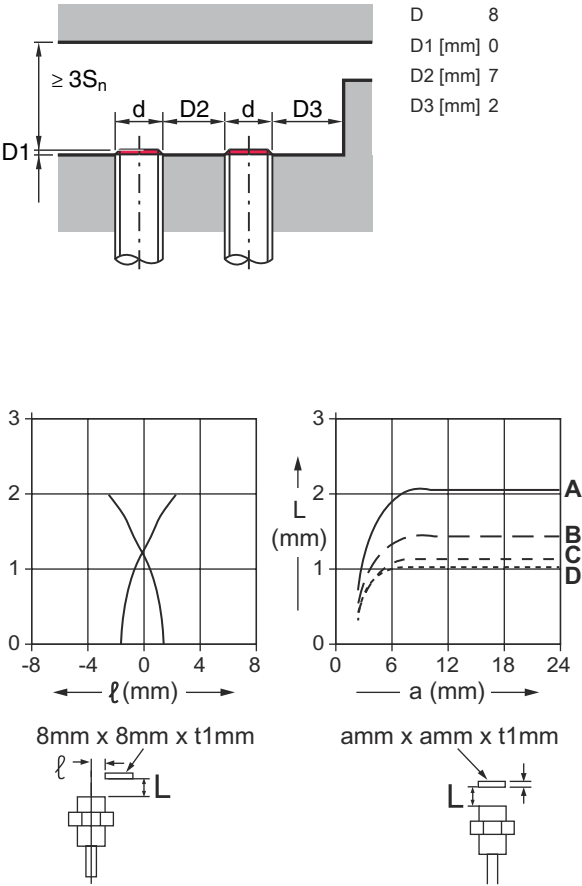 D 8
D1 [mm] 0
D2 [mm] 7
D3 [mm] 2
≥ 3Sn
d D2 d D3
D1
3
2
1
0
-8 -4 0 4 8
ℓ (mm)
3
2
1
0
L
(mm)
A
B
C
D
0 6 12 18 24
a (mm)
8mm x 8mm x t1mm
ℓ
L
amm x amm x t1mm
L